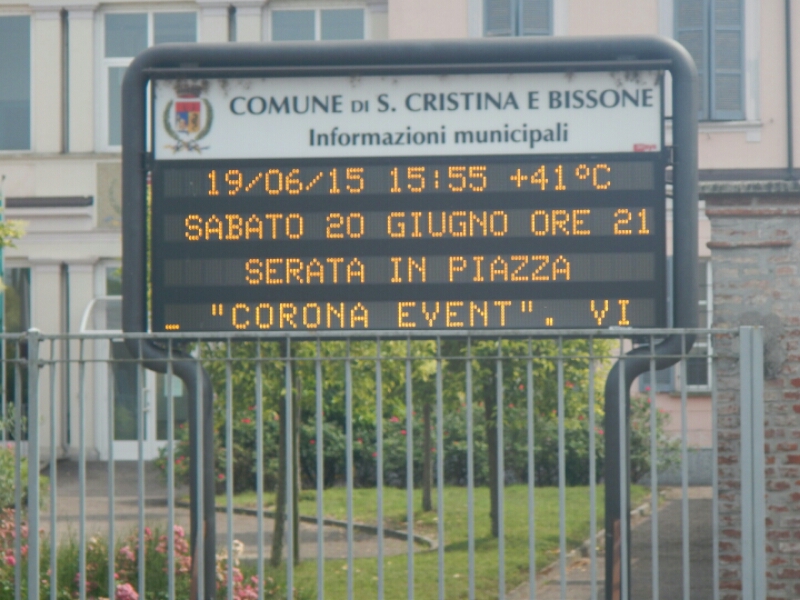 COMUNE DI S. CRISTINA E BISSONE
Informazioni municipali
19/06/15 15:55 +41°C
SABATO 20 GIUGNO ORE 21
SERATA IN PIAZZA
_ "CORONA EVENT". VI